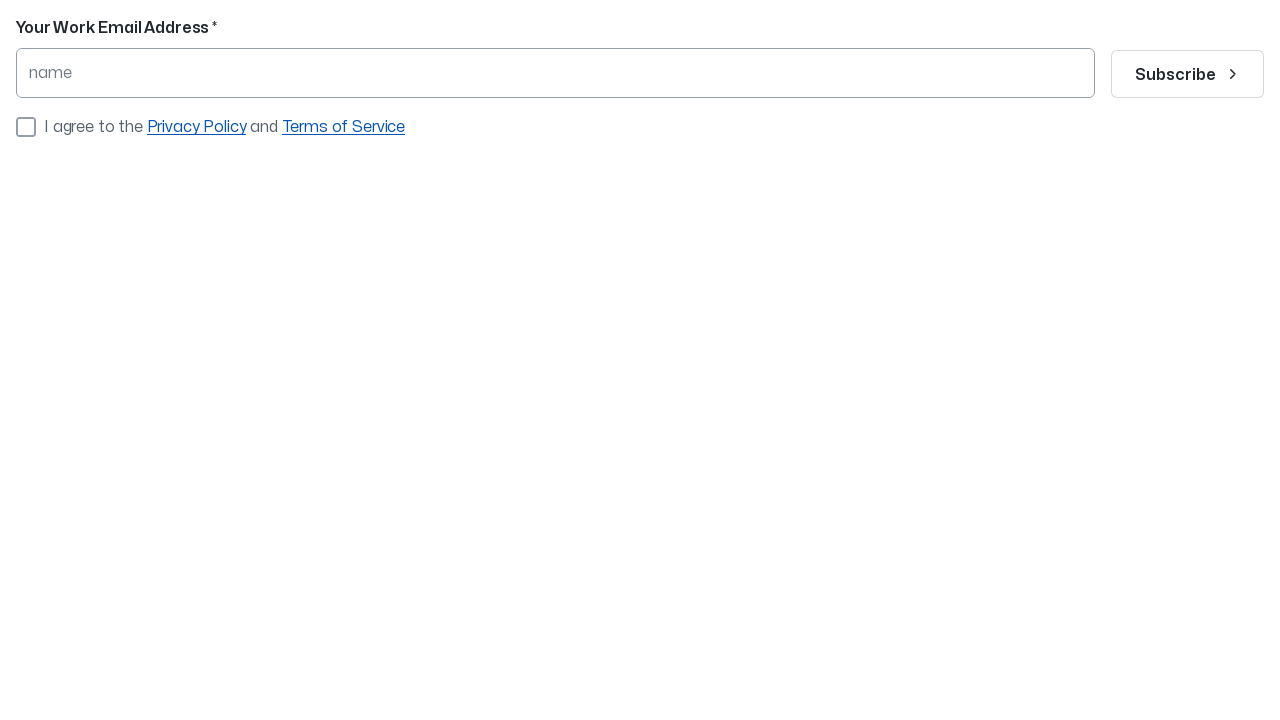 Your Work Email Address *
name
Subscribe
I agree to the Privacy Policy and Terms of Service